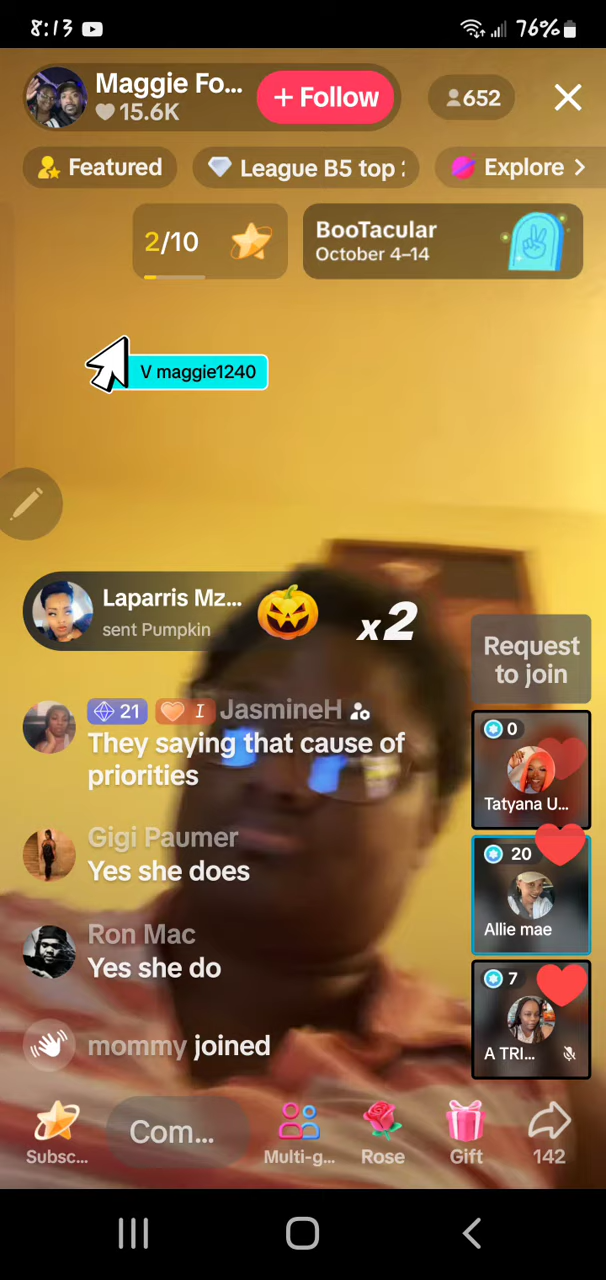 8:13
76%
Maggie Fo...
15.6K
+ Follow
652
Featured
League B5 top
Explore >
2/10
BooTacular
October 4–14
V maggie1240
Laparris Mz...
sent Pumpkin
x2
Request
to join
21 I JasmineH
They saying that cause of
priorities
0
Tatyana U...
Gigi Paumer
Yes she does
20
Allie mae
Ron Mac
Yes she do
7
A TRI...
mommy joined
Subsc...
Com...
Multi-g...
Rose
Gift
142